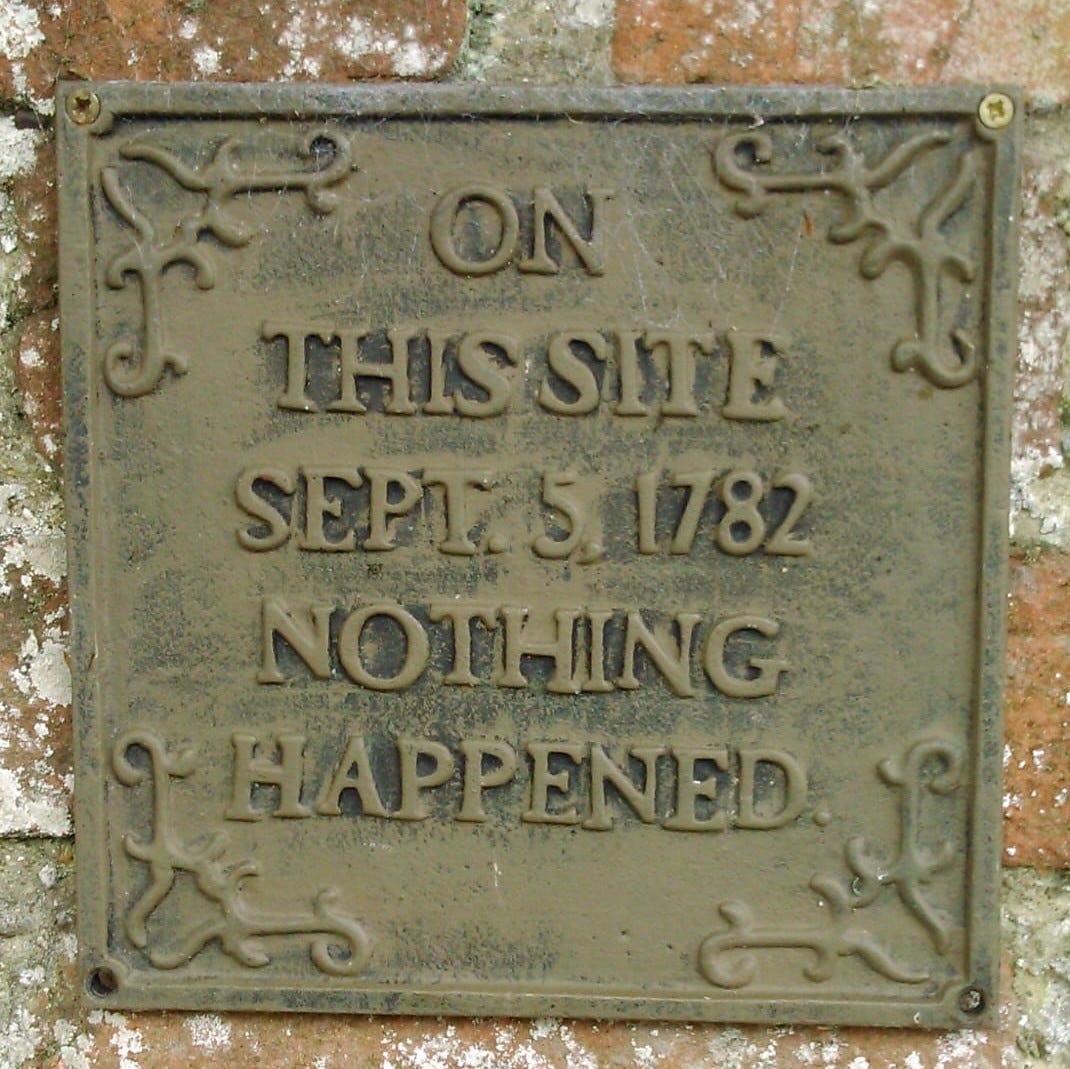 ON
THIS SITE
SEPT. 5, 1782
NOTHING
HAPPENED.